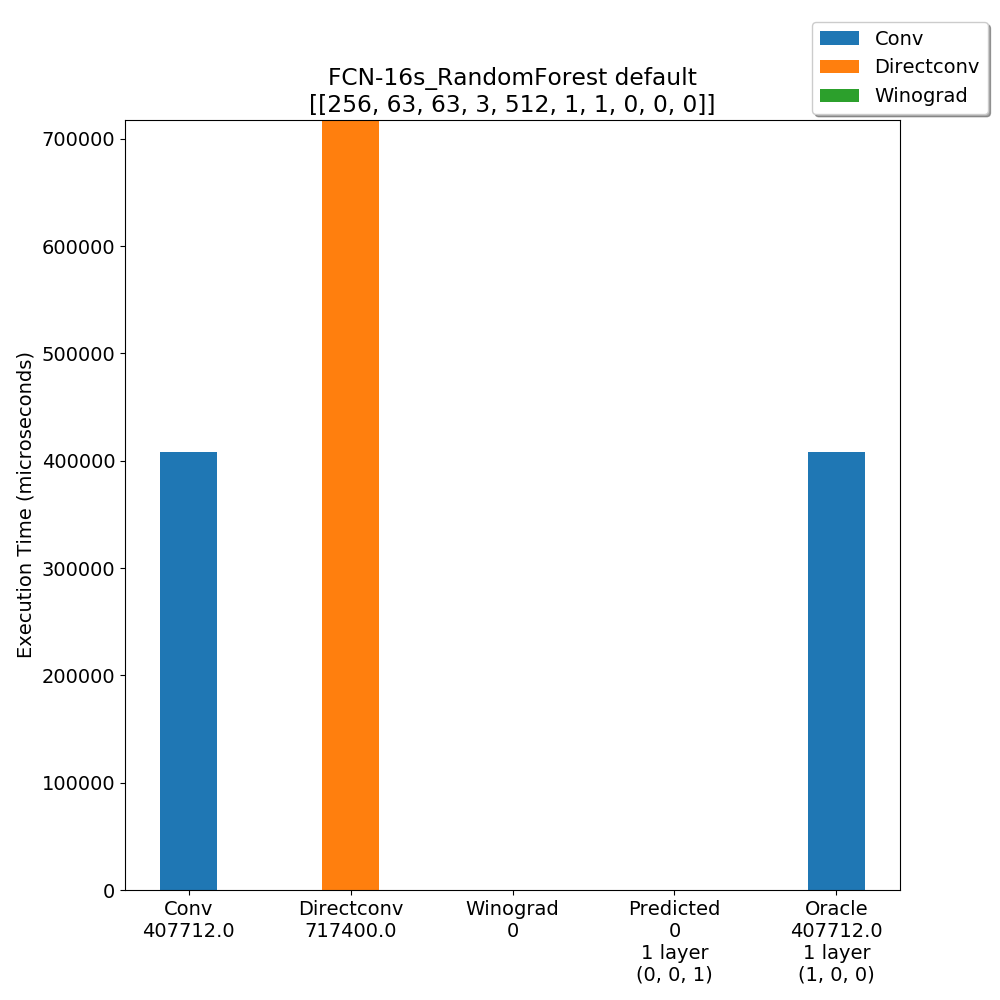 Conv
Directconv
Winograd
FCN-16s_RandomForest default
[[256, 63, 63, 3, 512, 1, 1, 0, 0, 0]]
Execution Time (microseconds)
700000
600000
500000
400000
300000
200000
100000
0
Conv
407712.0
Directconv
717400.0
Winograd
0
Predicted
0
1 layer
(0, 0, 1)
Oracle
407712.0
1 layer
(1, 0, 0)